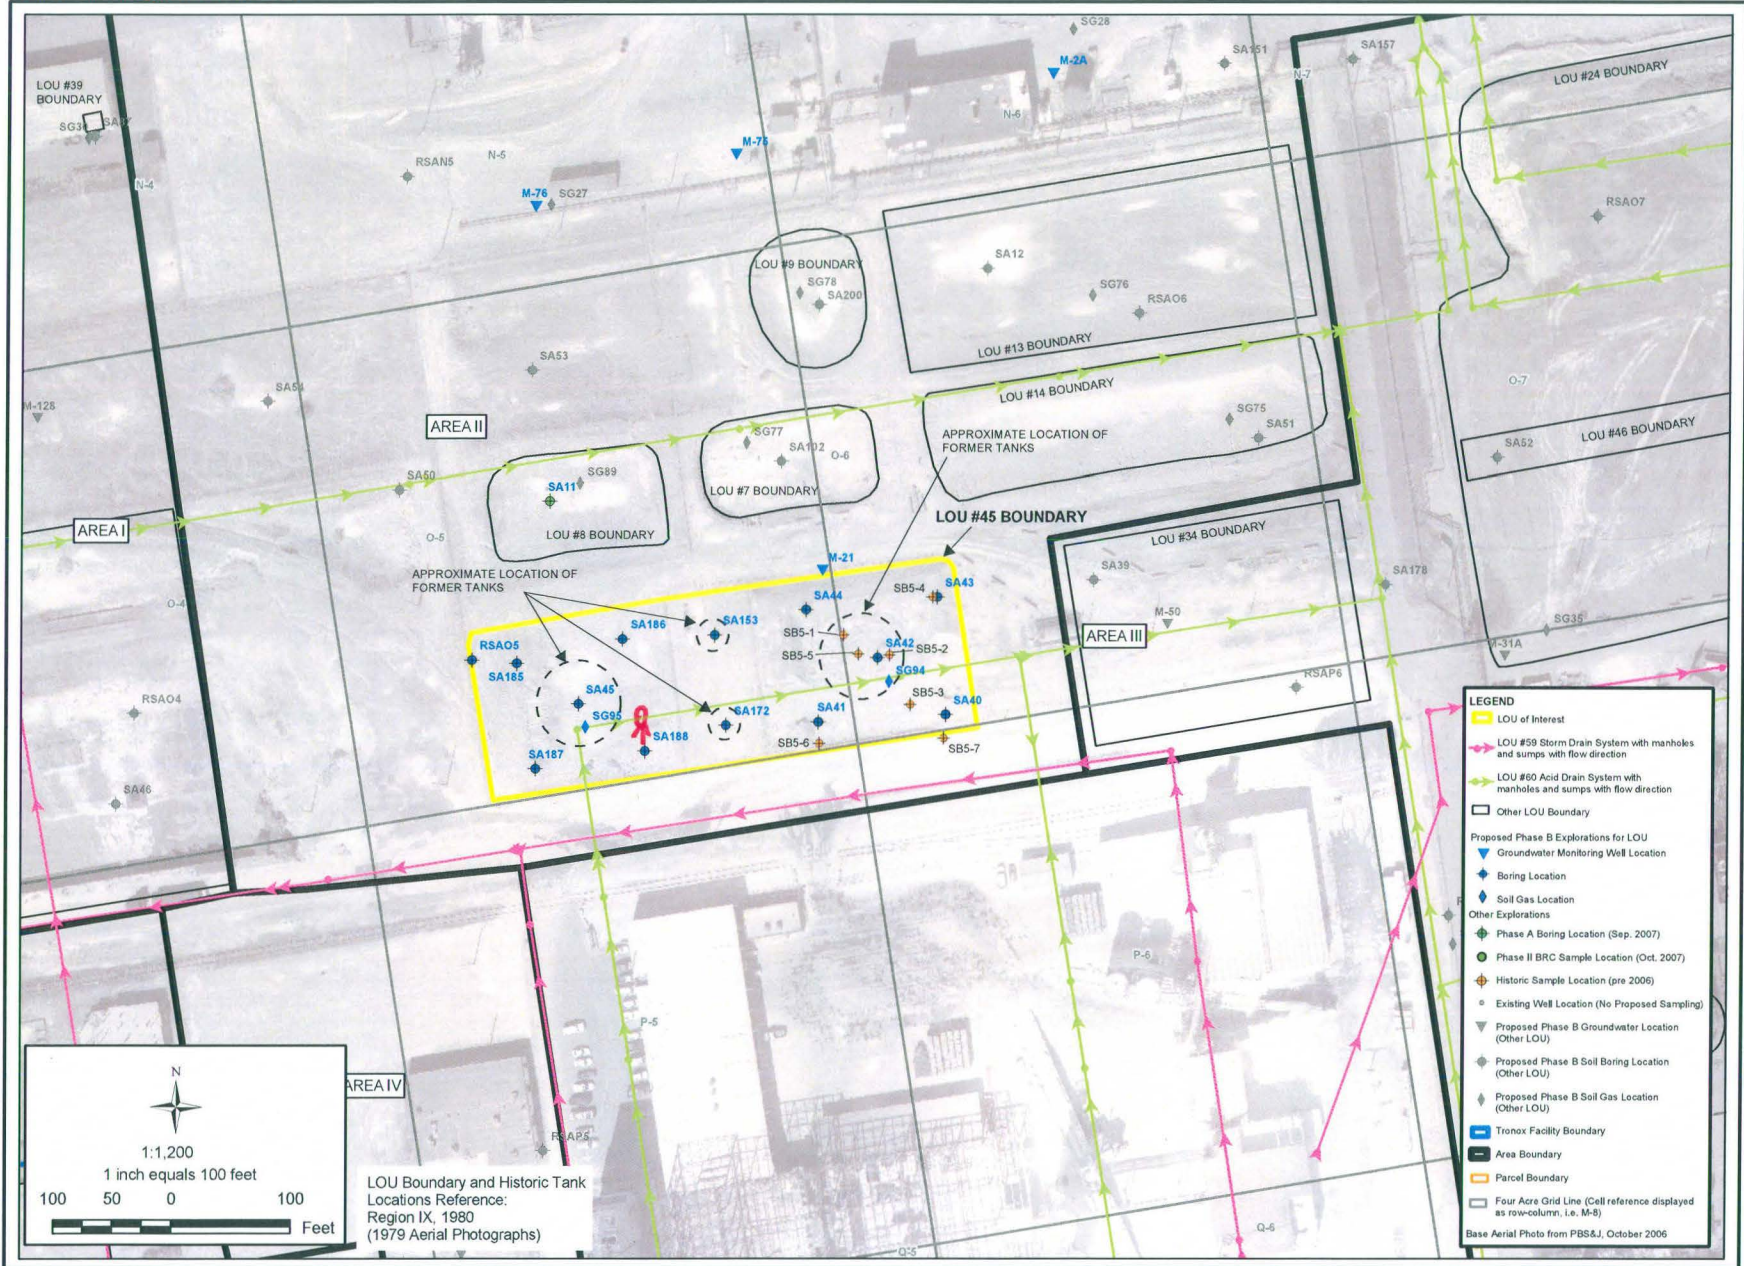 SG28
SA151
SA157
N-7
M-2A
LOU #24 BOUNDARY
LOU #39
BOUNDARY
N-6
M-75
RSAN5
N-5
N-4
M-76
SG27
RSAO7
LOU #9 BOUNDARY
SG78
SA200
SA12
SG76
RSAO6
LOU #13 BOUNDARY
SA53
O-7
LOU #14 BOUNDARY
M-128
AREA II
SG77
SA102
O-6
APPROXIMATE LOCATION OF
FORMER TANKS
SG75
SA51
SA52
LOU #46 BOUNDARY
SA50
SG89
SA11
LOU #7 BOUNDARY
AREA I
O-5
LOU #8 BOUNDARY
LOU #45 BOUNDARY
LOU #34 BOUNDARY
M-21
APPROXIMATE LOCATION OF
FORMER TANKS
SA39
SA178
SB5-4
SA43
O-4
SA44
M-50
SG35
SA186
SA153
SB5-1
AREA III
RSAO5
SB5-5
SA42
SB5-2
M-31A
SA185
SG94
RSAP6
RSAO4
SA45
SB5-3
SA40
SG95
SA172
SA41
SA188
SB5-6
SB5-7
SA187
SA46
P-6
P-5
AREA IV
RSAP5
Q-6
Q-5
N
1:1,200
1 inch equals 100 feet
100 50 0 100
Feet
LOU Boundary and Historic Tank
Locations Reference:
Region IX, 1980
(1979 Aerial Photographs)
LEGEND
LOU of Interest
LOU #59 Storm Drain System with manholes
and sumps with flow direction
LOU #60 Acid Drain System with
manholes and sumps with flow direction
Other LOU Boundary
Proposed Phase B Explorations for LOU
Groundwater Monitoring Well Location
Boring Location
Soil Gas Location
Other Explorations
Phase A Boring Location (Sep. 2007)
Phase II BRC Sample Location (Oct. 2007)
Historic Sample Location (pre 2006)
Existing Well Location (No Proposed Sampling)
Proposed Phase B Groundwater Location
(Other LOU)
Proposed Phase B Soil Boring Location
(Other LOU)
Proposed Phase B Soil Gas Location
(Other LOU)
Tronox Facility Boundary
Area Boundary
Parcel Boundary
Four Acre Grid Line (Cell reference displayed
as row-column, i.e. M-8)
Base Aerial Photo from PBS&J, October 2006